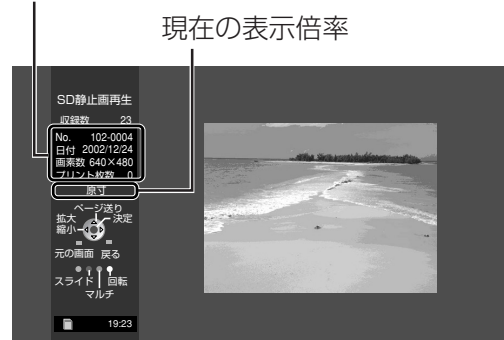 現在の表示倍率
SD静止画再生
収録数 23
No. 102-0004
日付 2002/12/24
画素数 640×480
プリント枚数 0
原寸
ページ送り
拡大 決定
縮小
元の画面 戻る
スライド 回転
マルチ
19:23